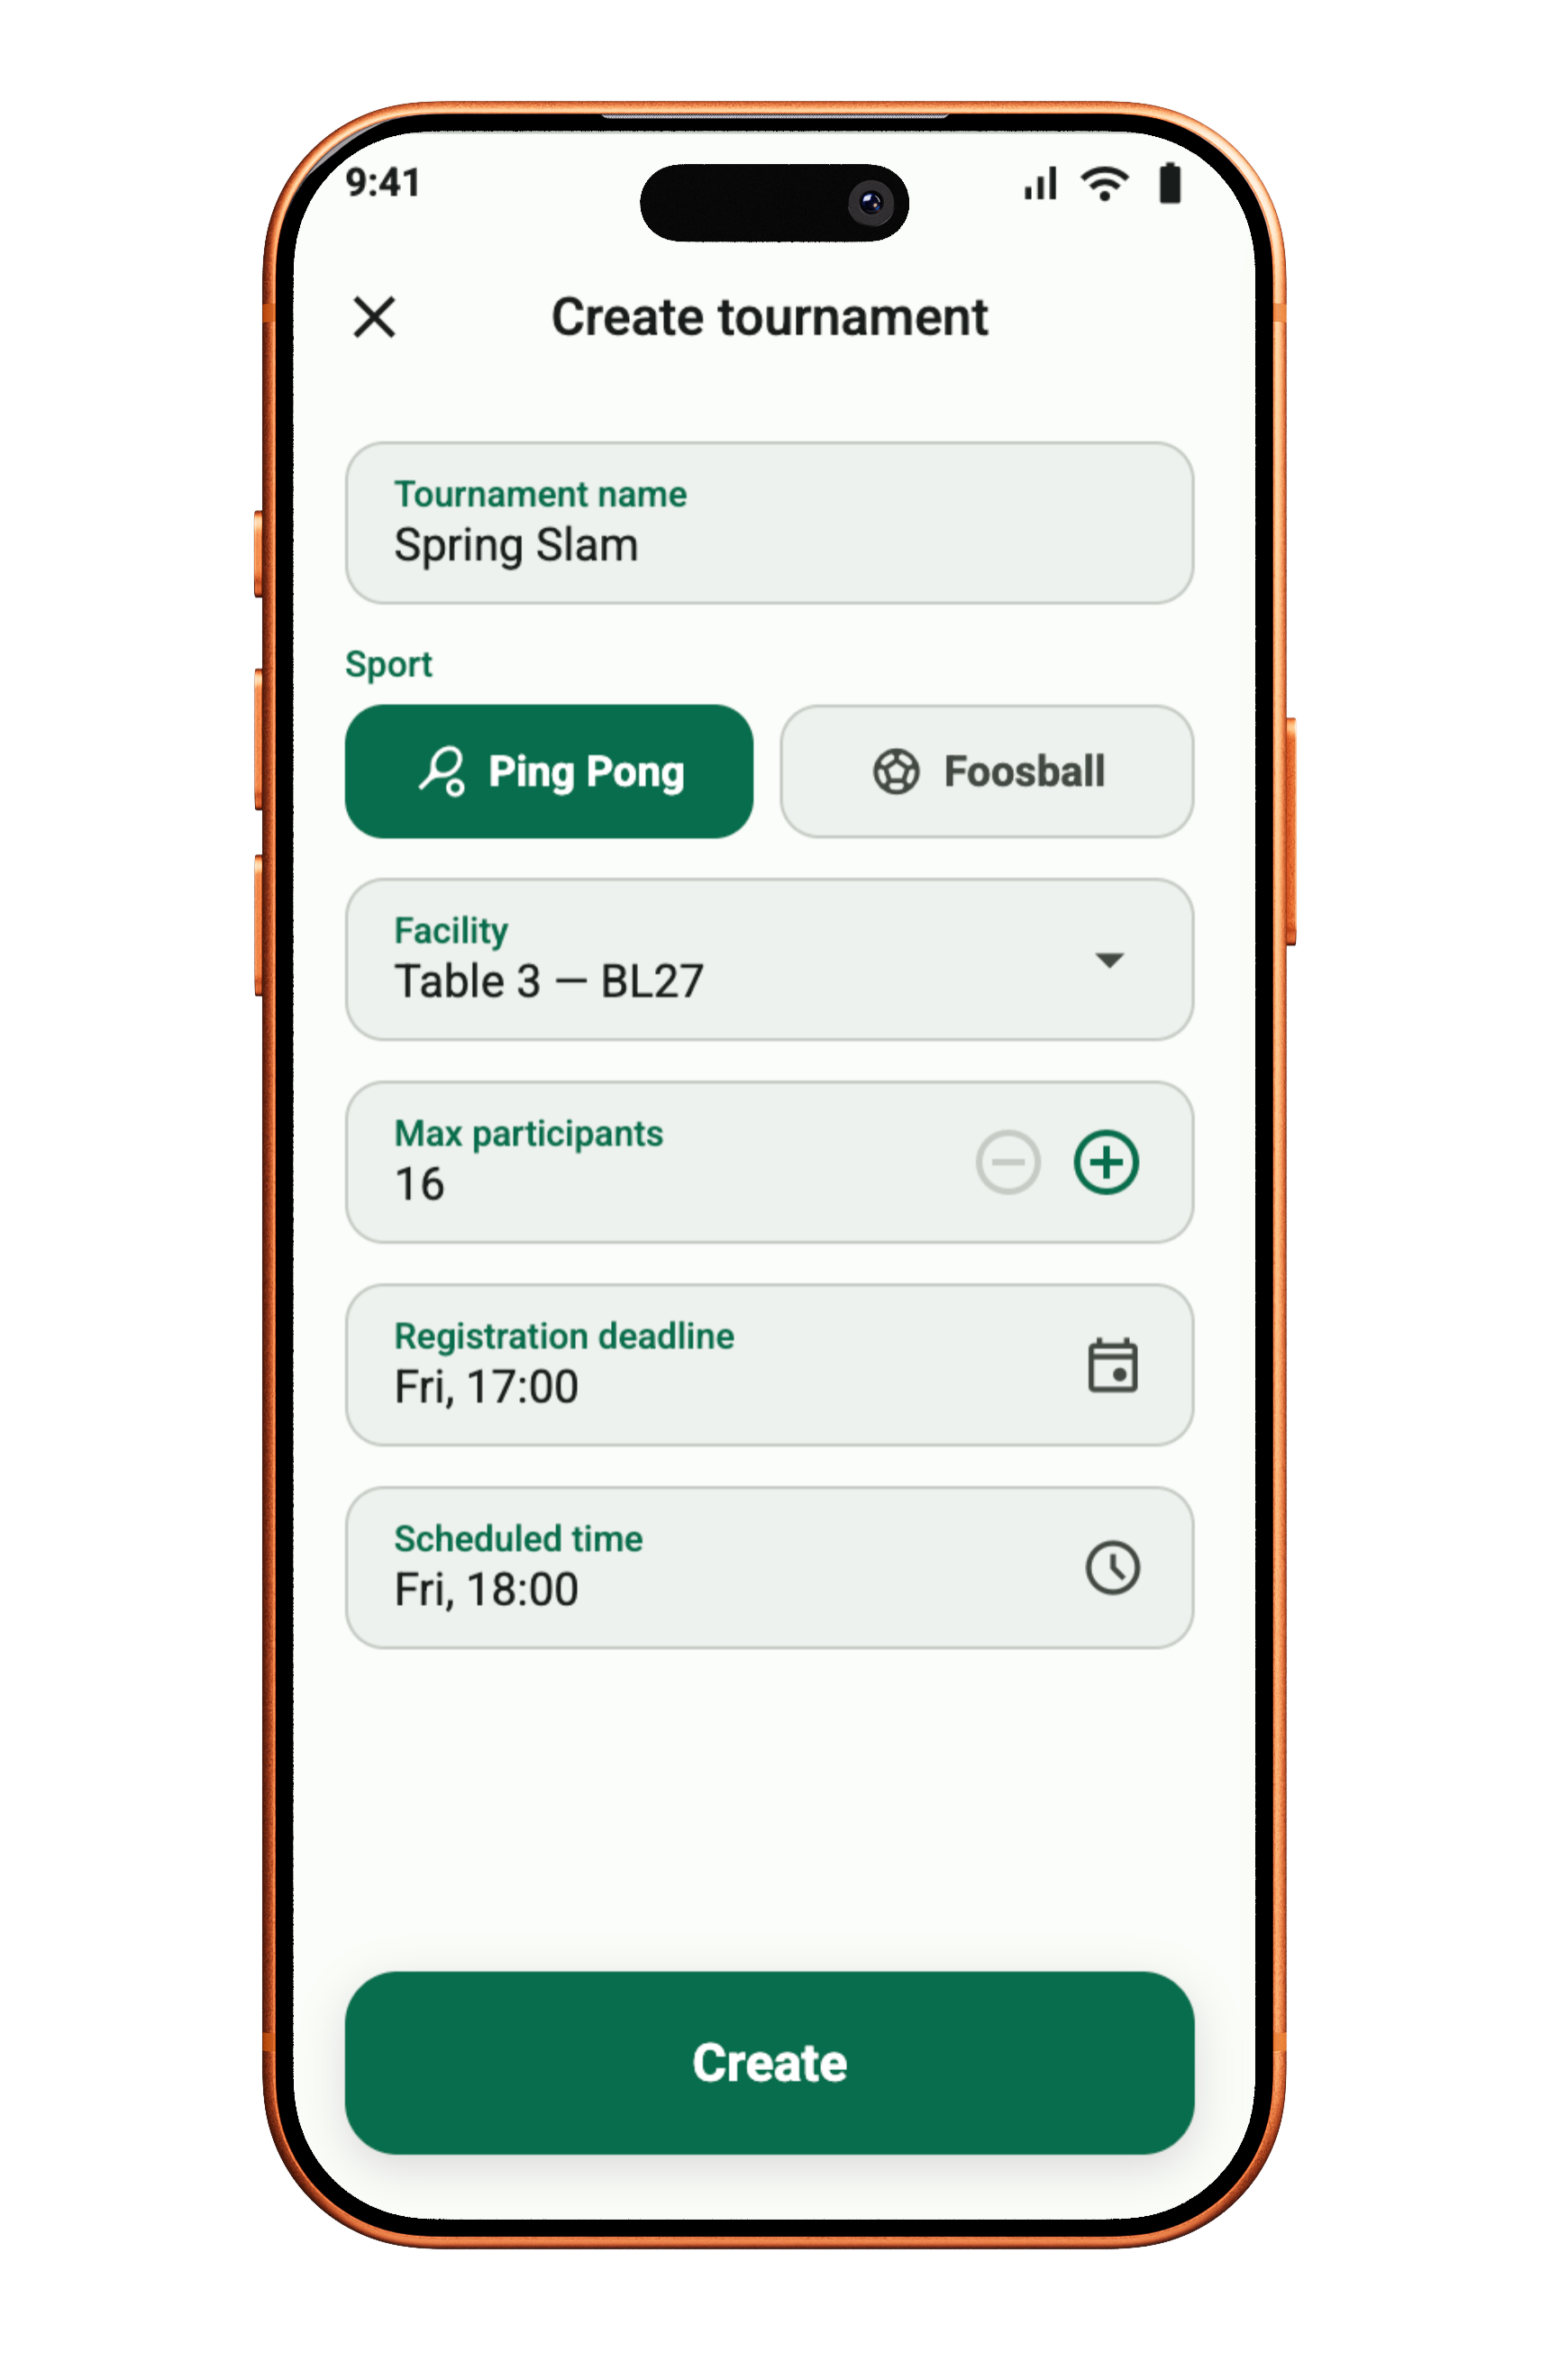 9:41
Create tournament
Tournament name
Spring Slam
Sport
Ping Pong
Foosball
Facility
Table 3 — BL27
Max participants
16
Registration deadline
Fri, 17:00
Scheduled time
Fri, 18:00
Create